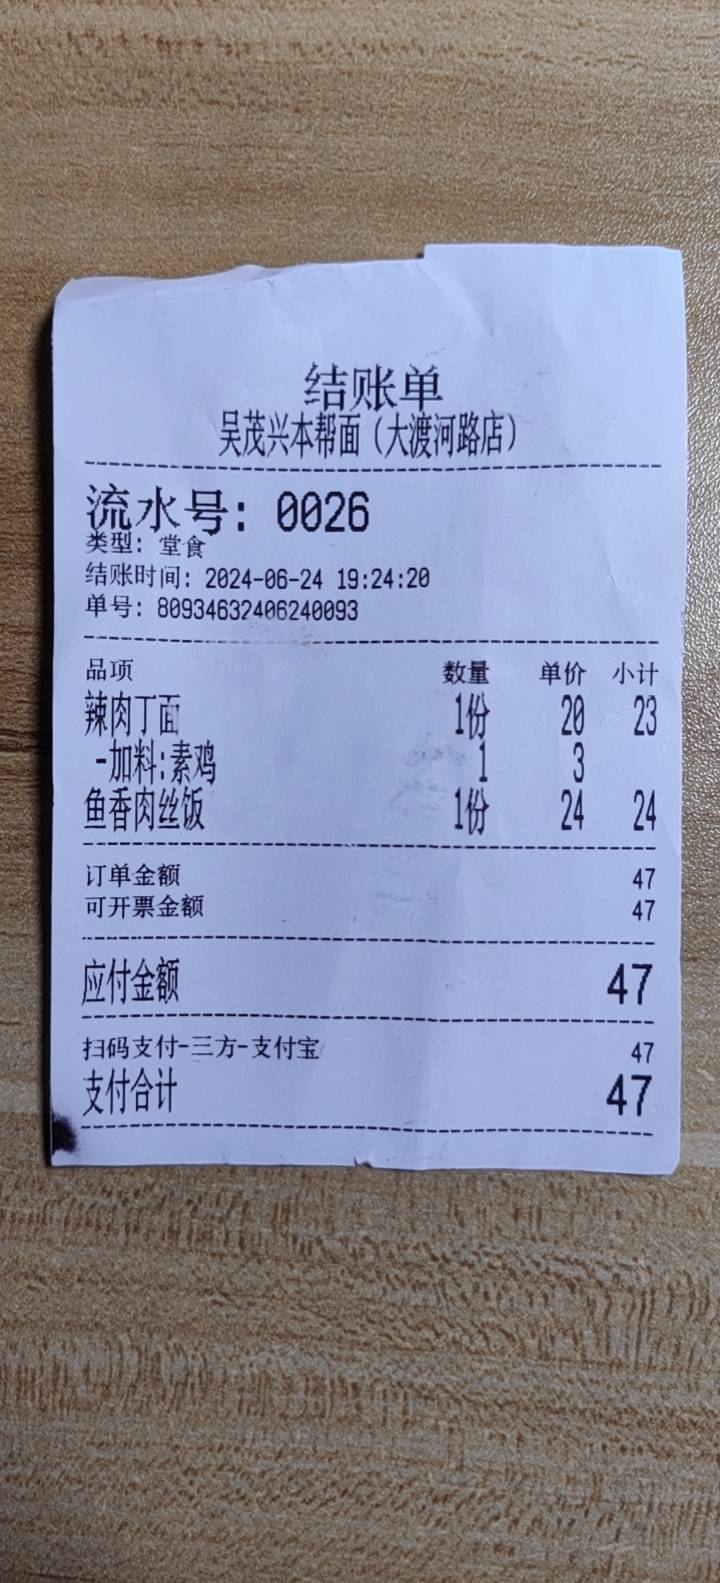 结账单
吴茂兴本帮面（大渡河路店）
流水号: 0026
类型: 堂食
结账时间: 2024-06-24 19:24:20
单号: 80934632406240093
品项 数量 单价 小计
辣肉丁面 1份 20 23
-加料:素鸡 1 3
鱼香肉丝饭 1份 24 24
订单金额 47
可开票金额 47
应付金额 47
扫码支付-三方-支付宝 47
支付合计 47